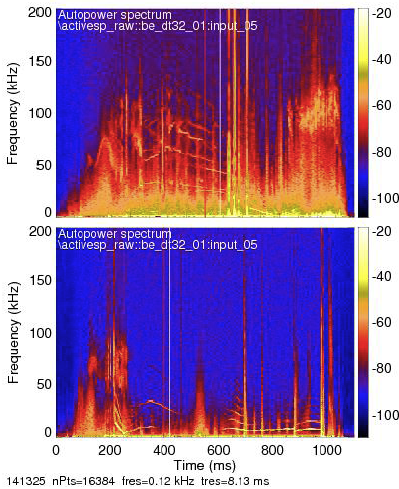 200
150
100
50
0
Frequency (kHz)
Autopower spectrum
\activesp_raw::be_dt32_01:input_05
-20
-40
-60
-80
-100
200
150
100
50
0
Frequency (kHz)
Autopower spectrum
\activesp_raw::be_dt32_01:input_05
-20
-40
-60
-80
-100
0 200 400 600 800 1000
Time (ms)
141325 nPts=16384 fres=0.12 kHz tres=8.13 ms